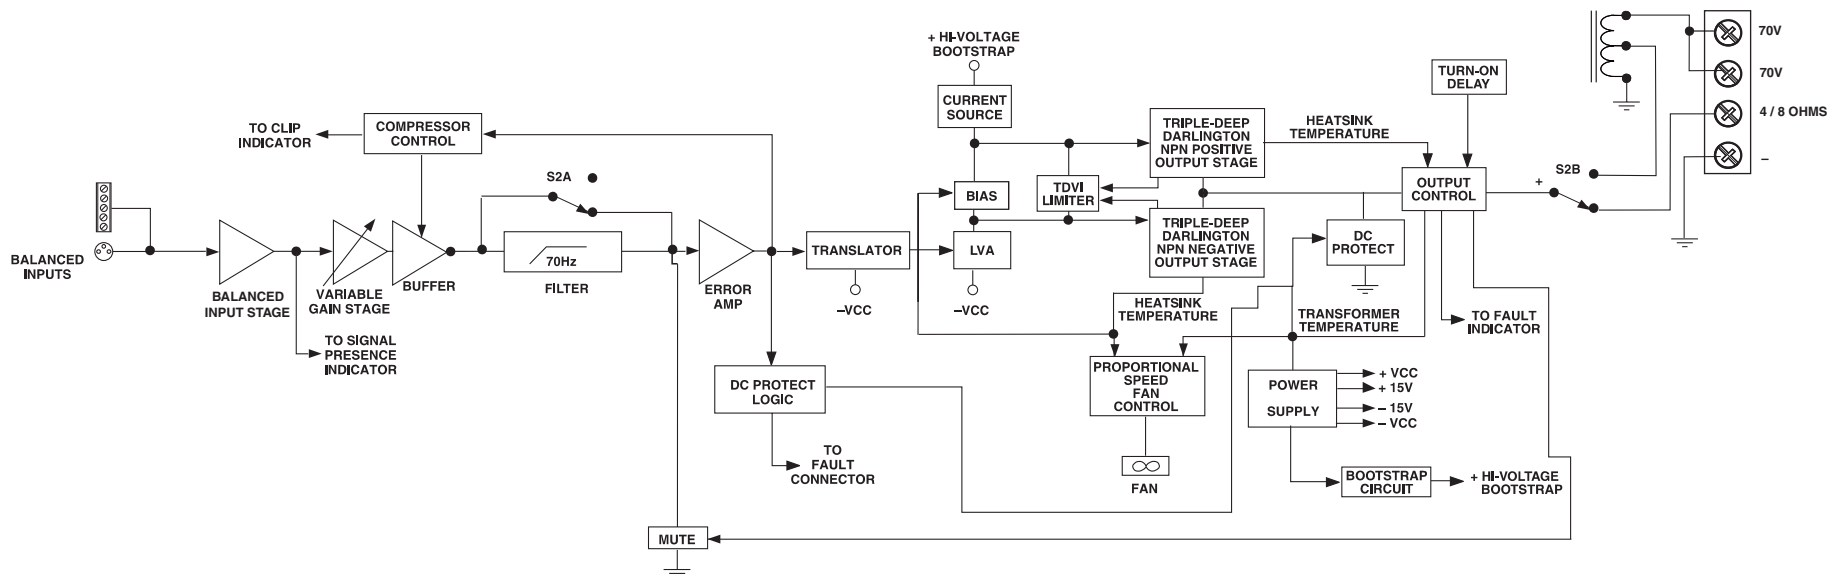 + HI-VOLTAGE
BOOTSTRAP
CURRENT
SOURCE
TO CLIP
INDICATOR
COMPRESSOR
CONTROL
S2A
BALANCED
INPUTS
BALANCED
INPUT STAGE
VARIABLE
GAIN STAGE
BUFFER
70Hz
FILTER
TO SIGNAL
PRESENCE
INDICATOR
ERROR
AMP
TRANSLATOR
–VCC
BIAS
LVA
–VCC
TDVI
LIMITER
TRIPLE-DEEP
DARLINGTON
NPN POSITIVE
OUTPUT STAGE
TRIPLE-DEEP
DARLINGTON
NPN NEGATIVE
OUTPUT STAGE
HEATSINK
TEMPERATURE
HEATSINK
TEMPERATURE
TURN-ON
DELAY
OUTPUT
CONTROL
DC
PROTECT
TRANSFORMER
TEMPERATURE
TO FAULT
INDICATOR
+
S2B
70V
70V
4 / 8 OHMS
–
DC PROTECT
LOGIC
TO
FAULT
CONNECTOR
PROPORTIONAL
SPEED
FAN
CONTROL
FAN
POWER
SUPPLY
+ VCC
+ 15V
– 15V
– VCC
BOOTSTRAP
CIRCUIT
+ HI-VOLTAGE
BOOTSTRAP
MUTE